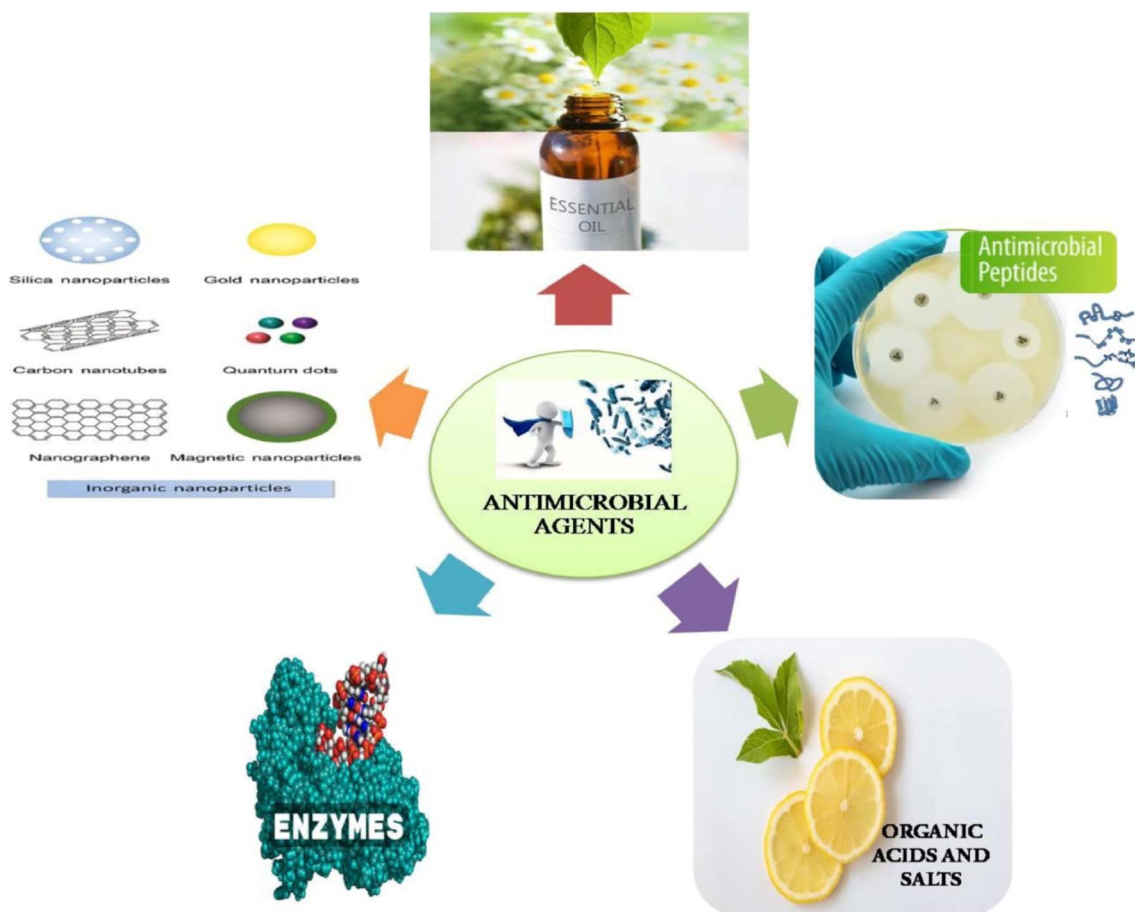 ESSENTIAL
OIL
Antimicrobial
Peptides
Silica nanoparticles
Gold nanoparticles
Carbon nanotubes
Quantum dots
Nanographene
Magnetic nanoparticles
Inorganic nanoparticles
ANTIMICROBIAL
AGENTS
ENZYMES
ORGANIC
ACIDS AND
SALTS